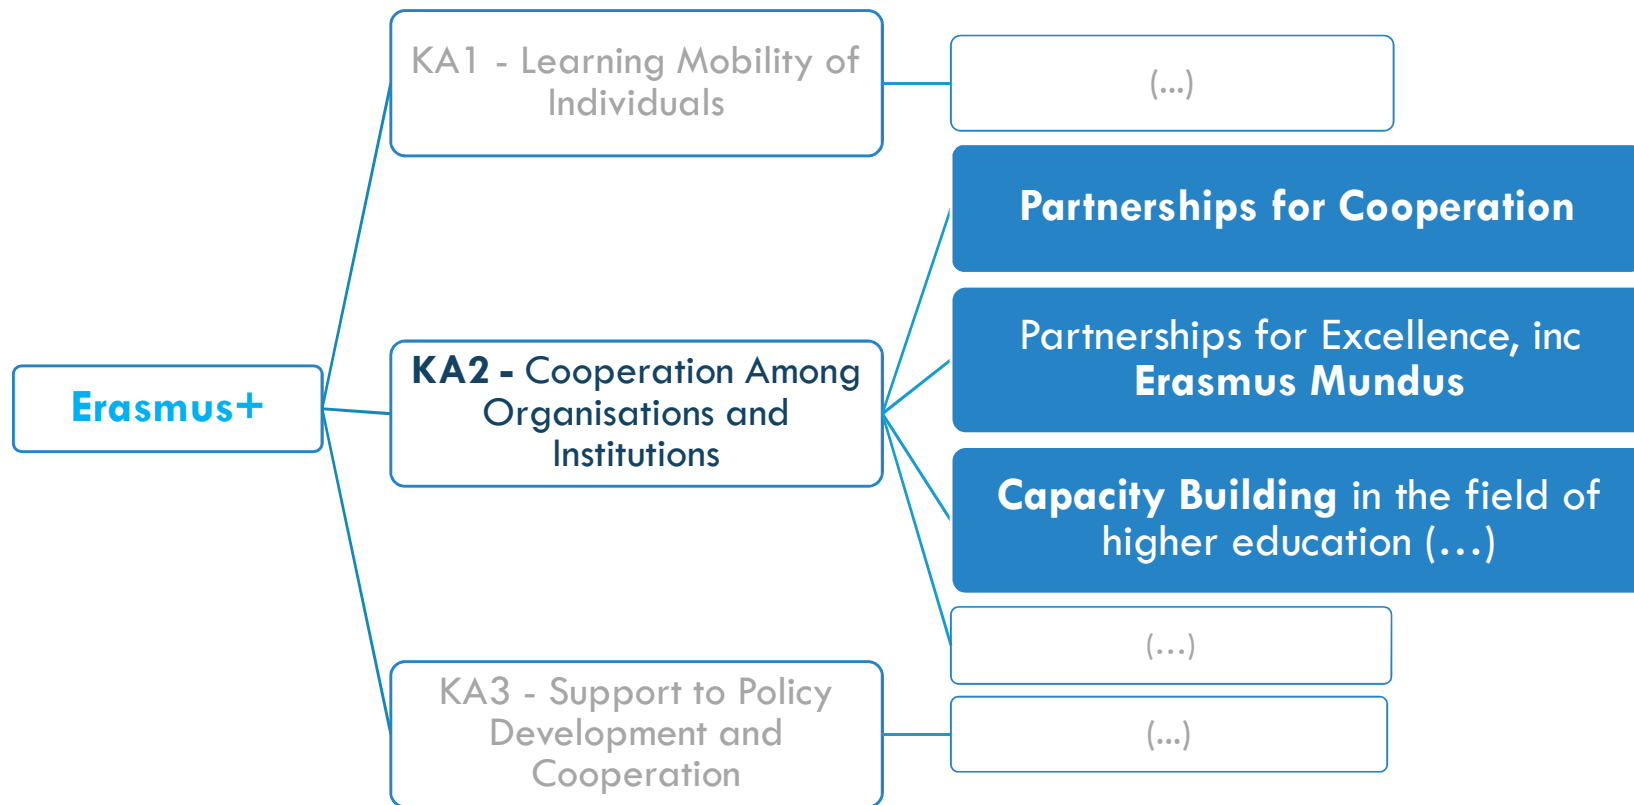 Erasmus+
KA1 - Learning Mobility of
Individuals
(...)
KA2 - Cooperation Among
Organisations and
Institutions
Partnerships for Cooperation
Partnerships for Excellence, inc
Erasmus Mundus
Capacity Building in the field of
higher education (...)
(...)
KA3 - Support to Policy
Development and
Cooperation
(...)